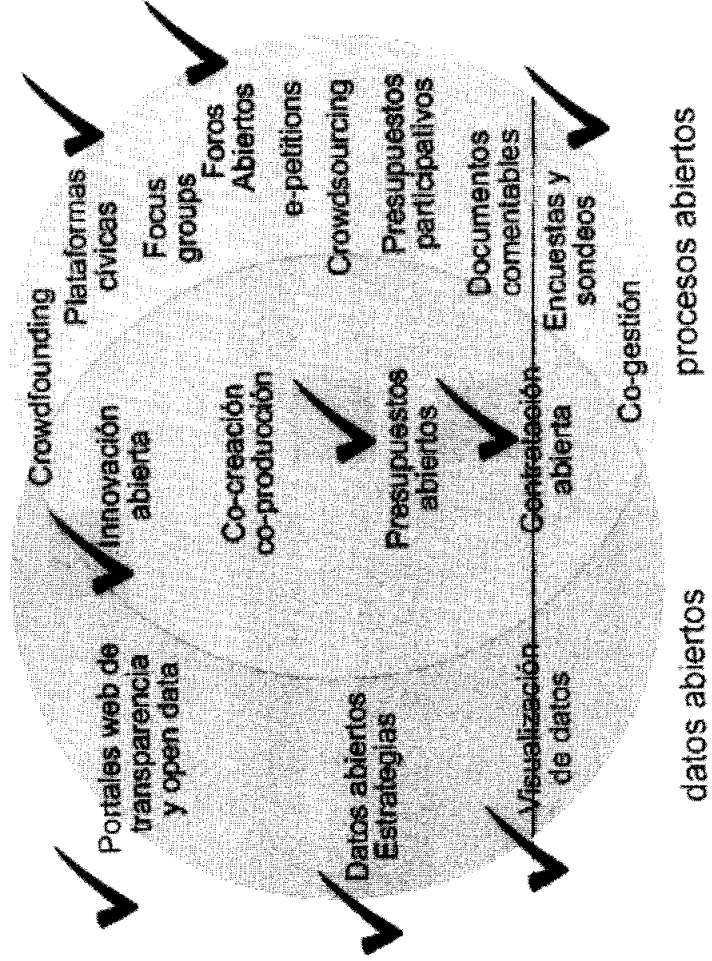 Portales web de
transparencia
y open data
Datos abiertos
Estrategias
Visualización
de datos
datos abiertos
Innovación
abierta
Co-creación
co-producción
Presupuestos
abiertos
Contratación
abierta
Crowdfounding
Plataformas
cívicas
Focus
groups
Foros
Abiertos
e-petitions
Crowdsourcing
Presupuestos
participativos
Documentos
comentables
Encuestas y
sondeos
Co-gestión
procesos abiertos